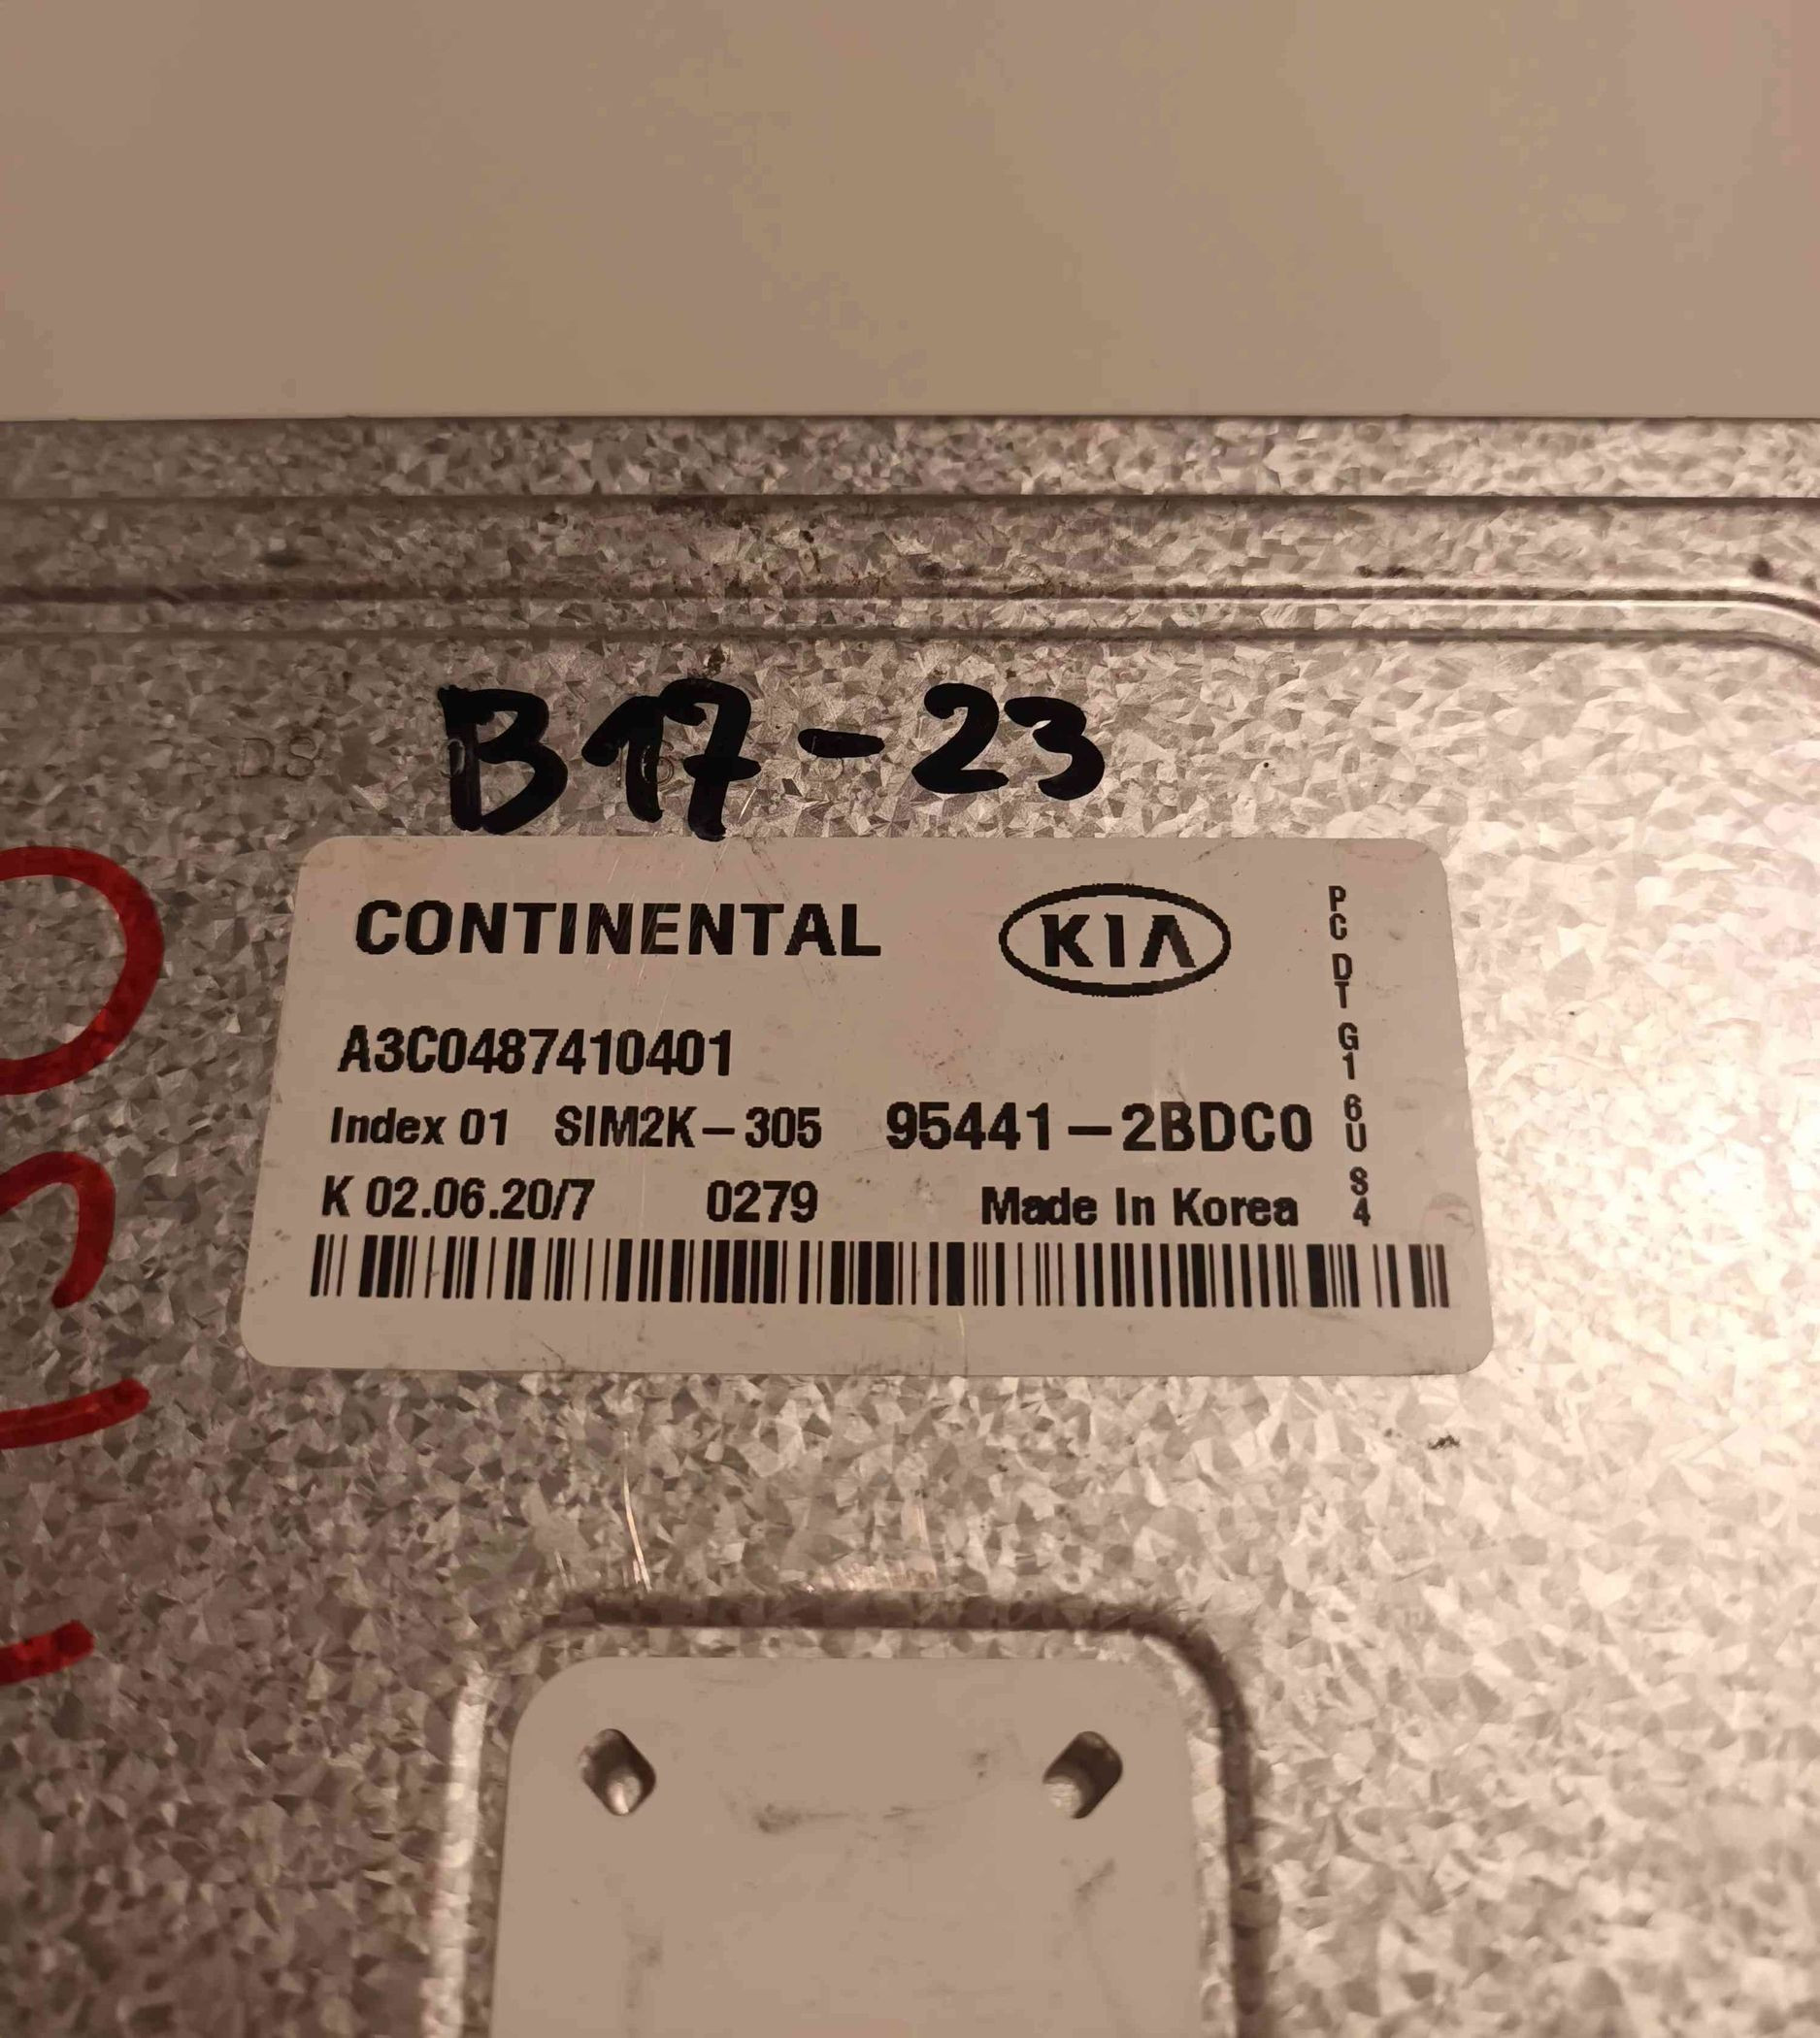 B17-23
CONTINENTAL
KIA
A3C0487410401
Index 01 SIM2K-305 95441-2BDC0
K 02.06.20/7 0279 Made In Korea
PC DT G1 6U S4